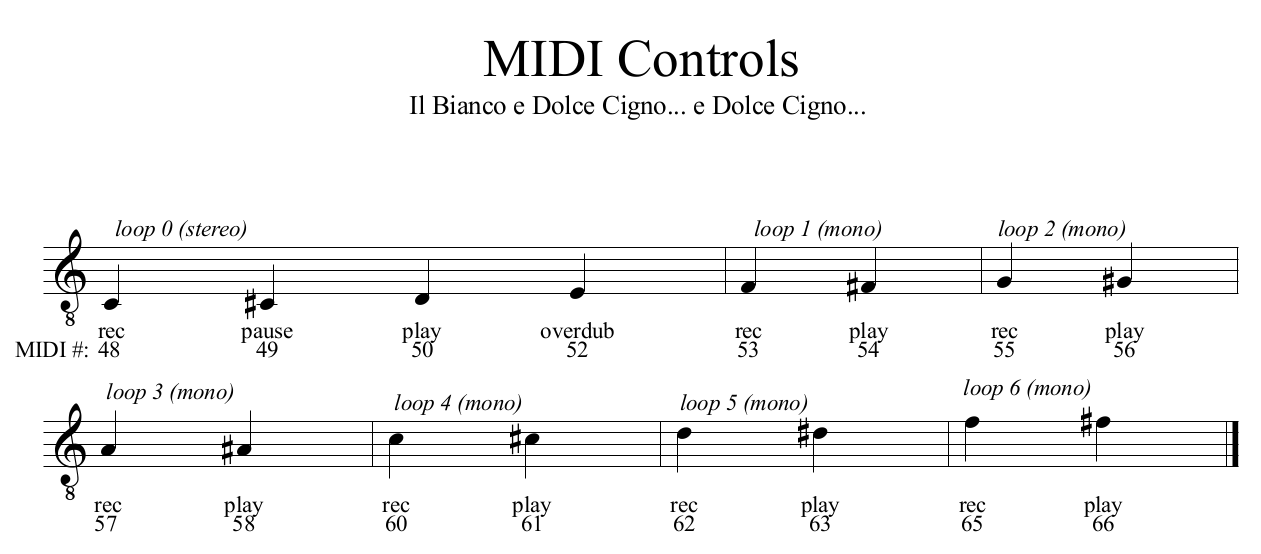 MIDI Controls
Il Bianco e Dolce Cigno... e Dolce Cigno...
loop 0 (stereo) loop 1 (mono) loop 2 (mono)
8
rec pause play overdub rec play rec play
MIDI #: 48 49 50 52 53 54 55 56
loop 3 (mono) loop 4 (mono) loop 5 (mono) loop 6 (mono)
8
rec play rec play rec play rec play
57 58 60 61 62 63 65 66